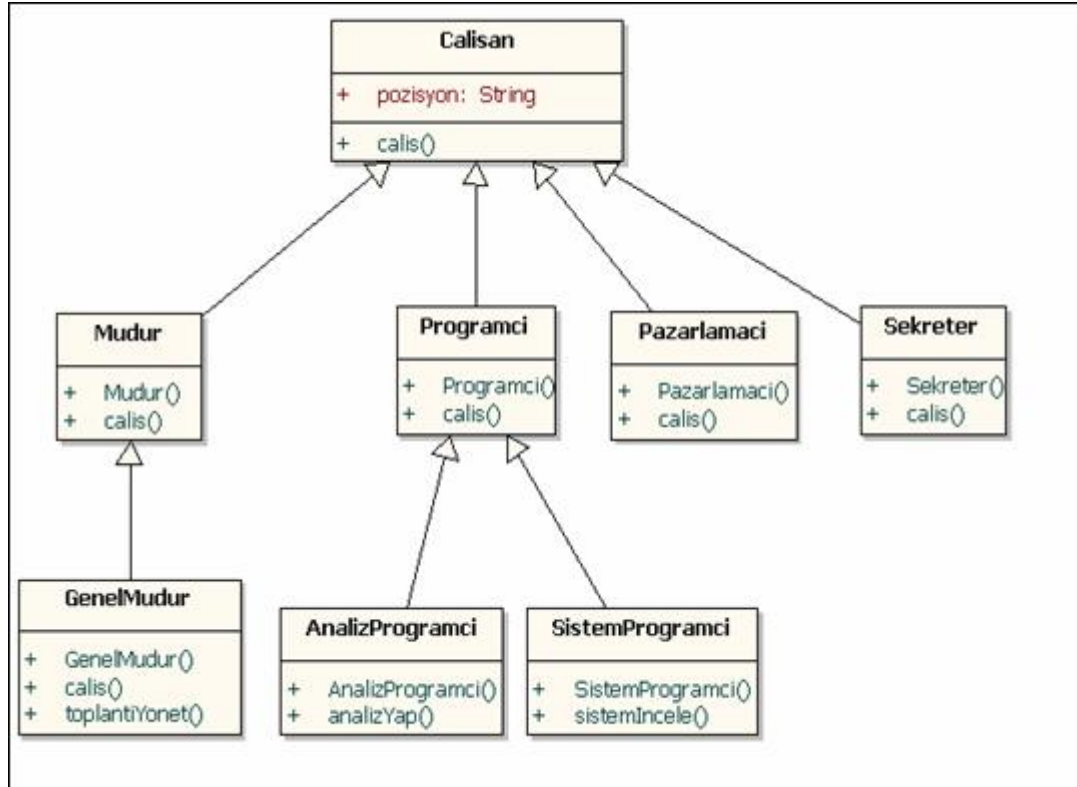 Calisan
+ pozisyon: String
+ calis()
Mudur
+ Mudur()
+ calis()
Programci
+ Programci()
+ calis()
Pazarlamaci
+ Pazarlamaci()
+ calis()
Sekreter
+ Sekreter()
+ calis()
GenelMudur
+ GenelMudur()
+ calis()
+ toplantiYonet()
AnalizProgramci
+ AnalizProgramci()
+ analizYap()
SistemProgramci
+ SistemProgramci()
+ sistemIncele()